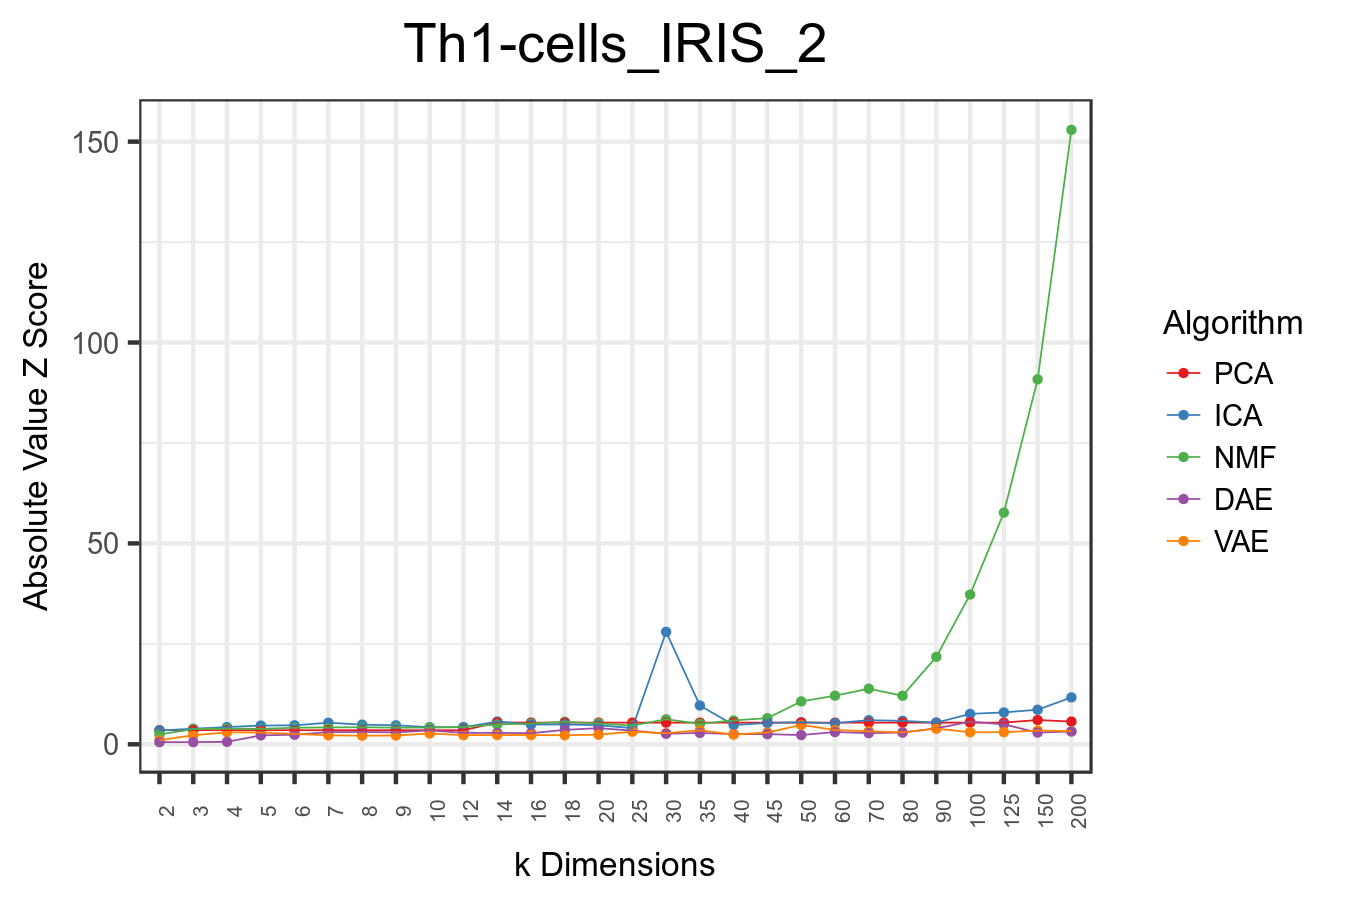 Th1-cells_IRIS_2
Absolute Value Z Score
150
100
50
0
2 3 4 5 6 7 8 9 10 12 14 16 18 20 25 30 35 40 45 50 60 70 80 90 100 125 150 200
k Dimensions
Algorithm
PCA
ICA
NMF
DAE
VAE